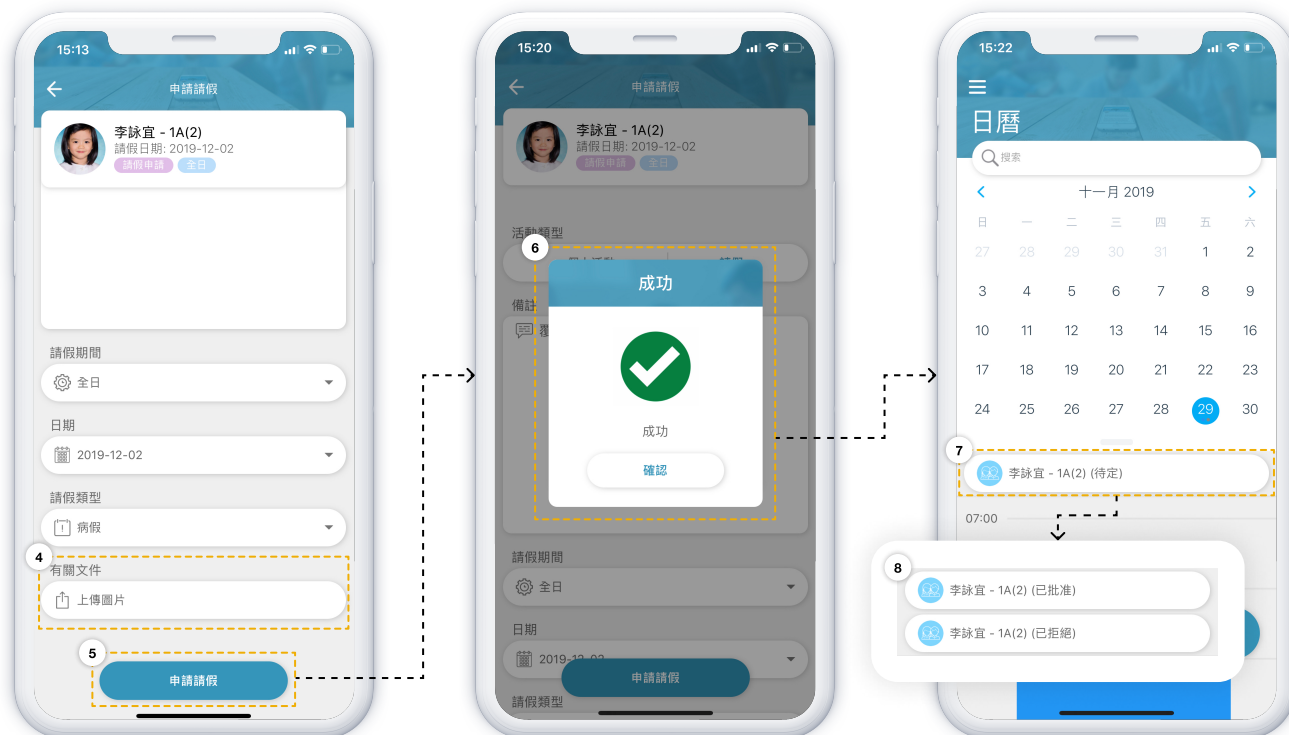 15:13
申請請假
李詠宜 - 1A(2)
請假日期: 2019-12-02
請假申請 全日
請假期間
全日
日期
2019-12-02
請假類型
病假
4
有關文件
上傳圖片
5
申請請假
15:20
申請請假
李詠宜 - 1A(2)
請假日期: 2019-12-02
請假申請 全日
活動類型
6
成功
備註
成功
確認
請假期間
全日
日期
2019-12-02
申請請假
請假類型
15:22
日曆
搜索
十一月 2019
日 一 二 三 四 五 六
27 28 29 30 31 1 2
3 4 5 6 7 8 9
10 11 12 13 14 15 16
17 18 19 20 21 22 23
24 25 26 27 28 29 30
7
李詠宜 - 1A(2) (待定)
07:00
8
李詠宜 - 1A(2) (已批准)
李詠宜 - 1A(2) (已拒絕)